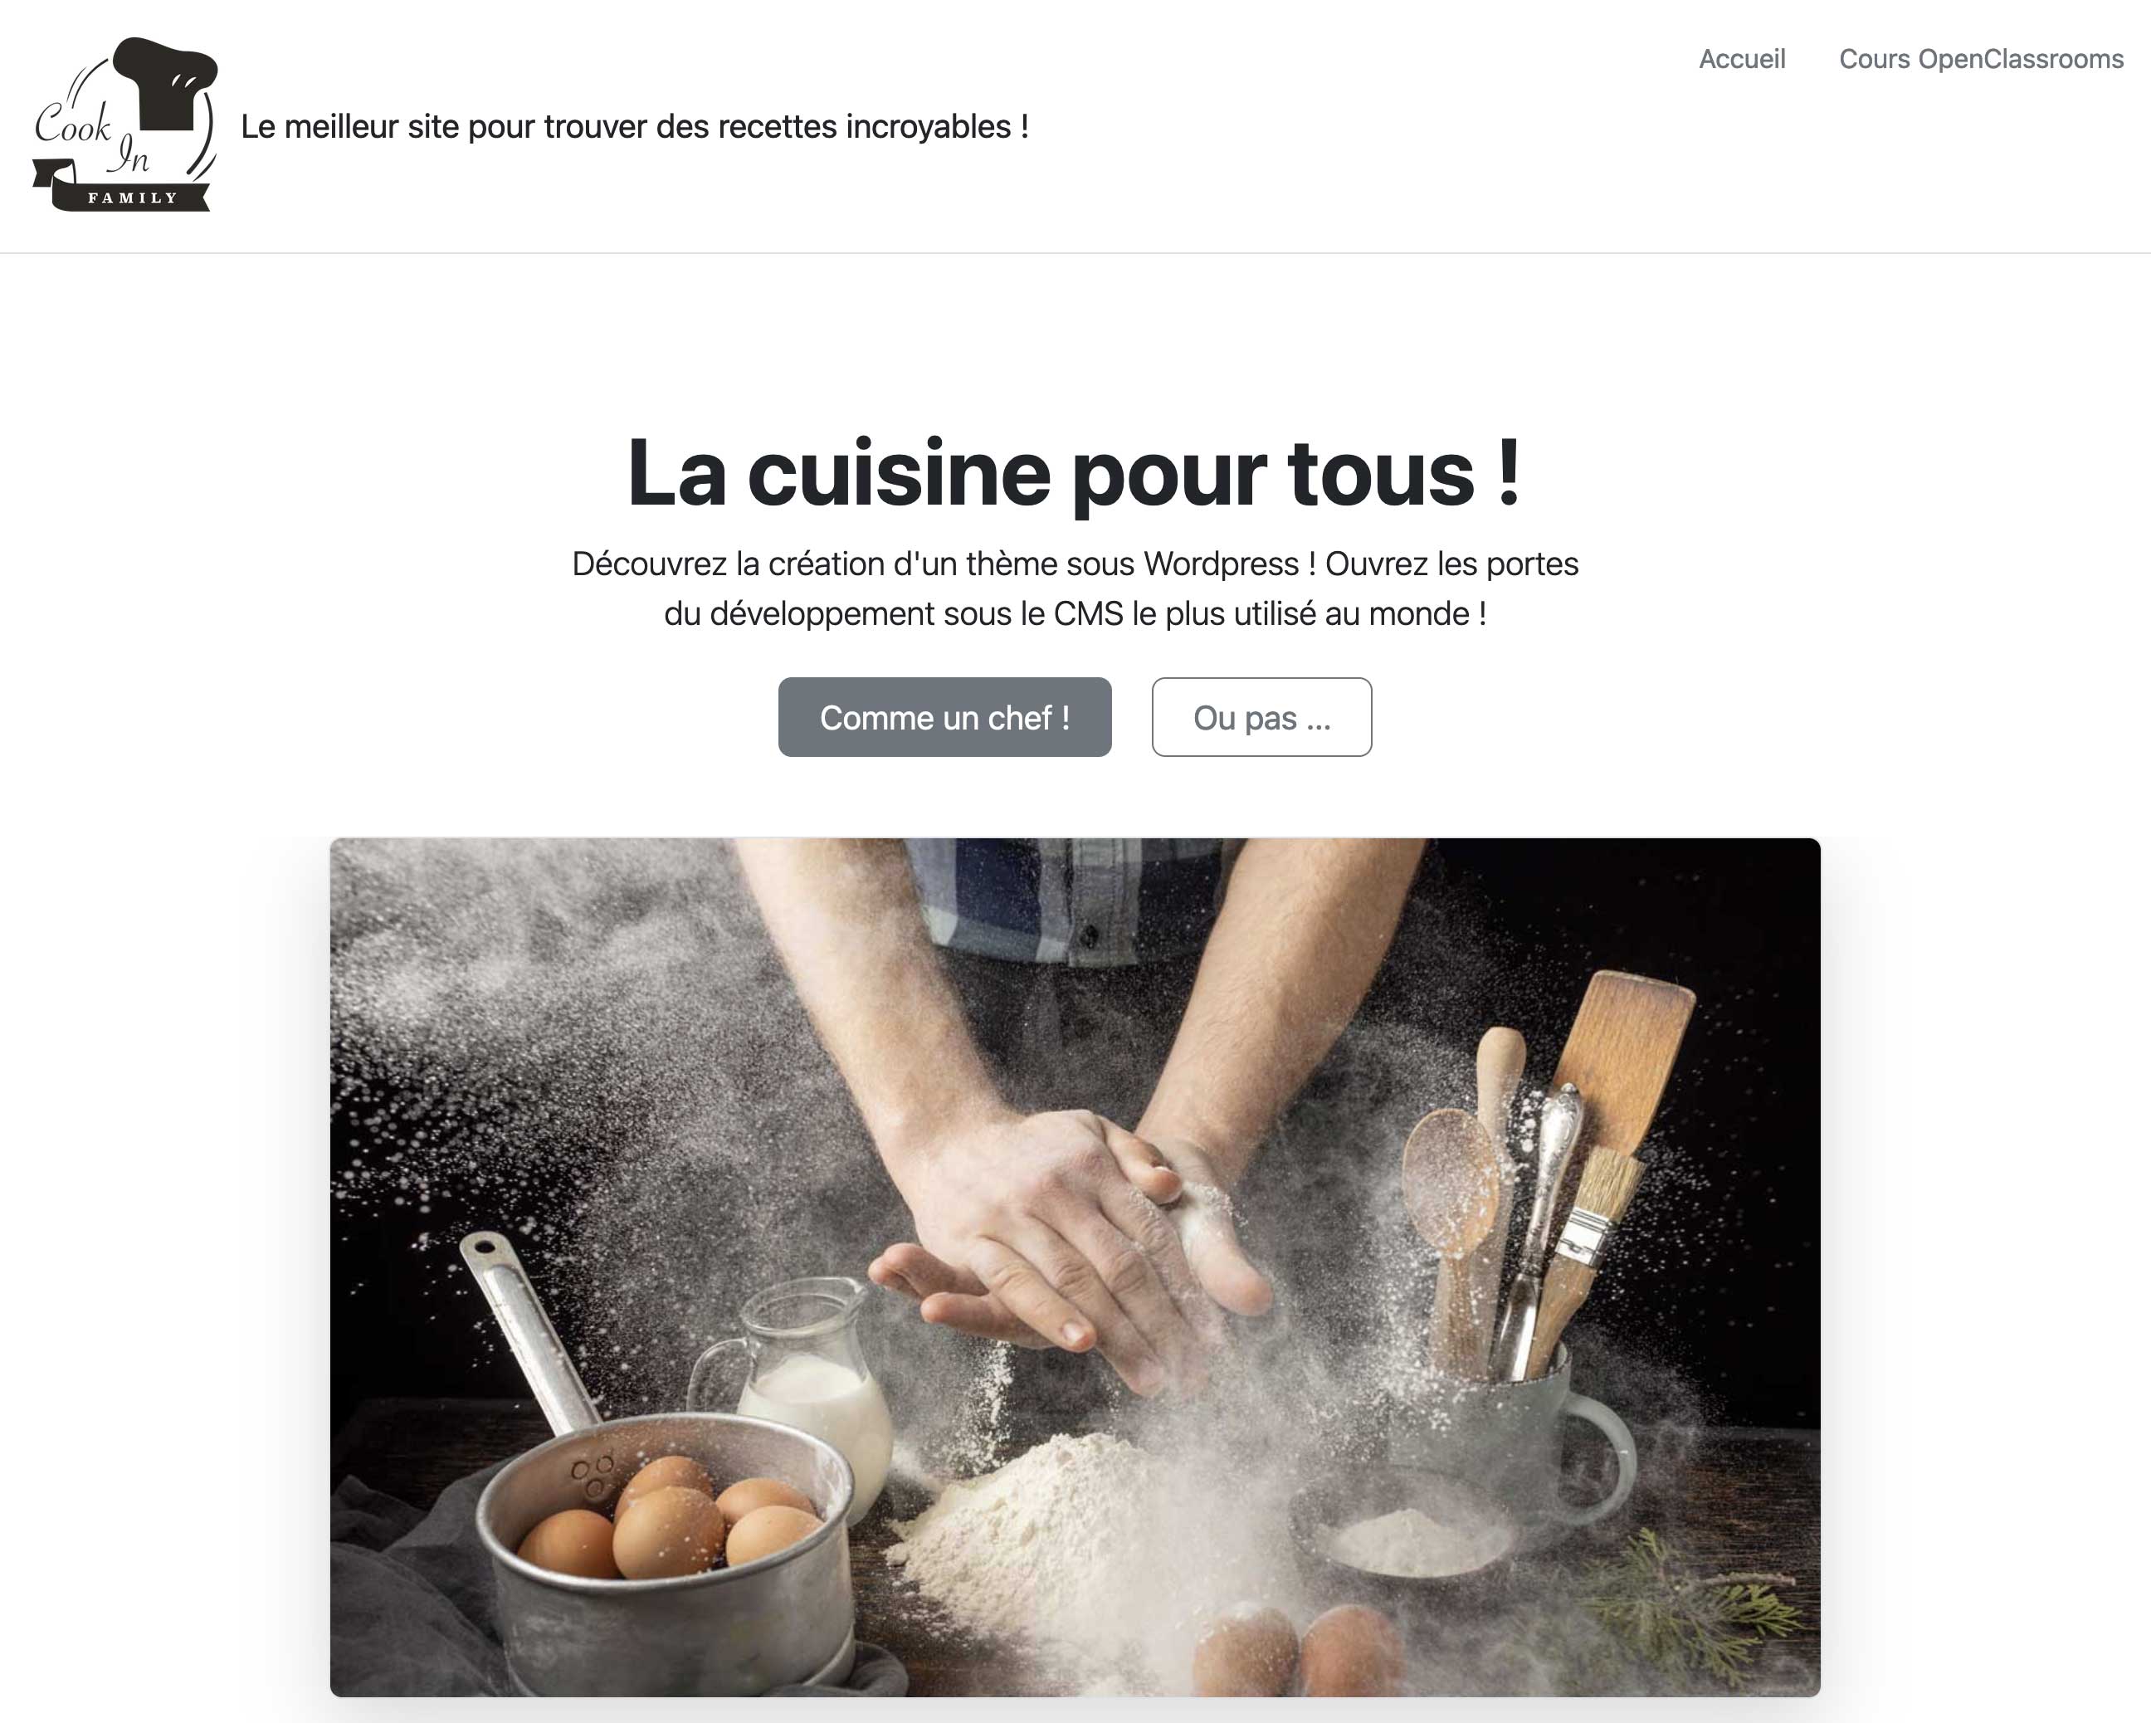 Cook
In
FAMILY
Le meilleur site pour trouver des recettes incroyables !
Accueil
Cours OpenClassrooms
La cuisine pour tous !
Découvrez la création d'un thème sous Wordpress ! Ouvrez les portes
du développement sous le CMS le plus utilisé au monde !
Comme un chef !
Ou pas ...